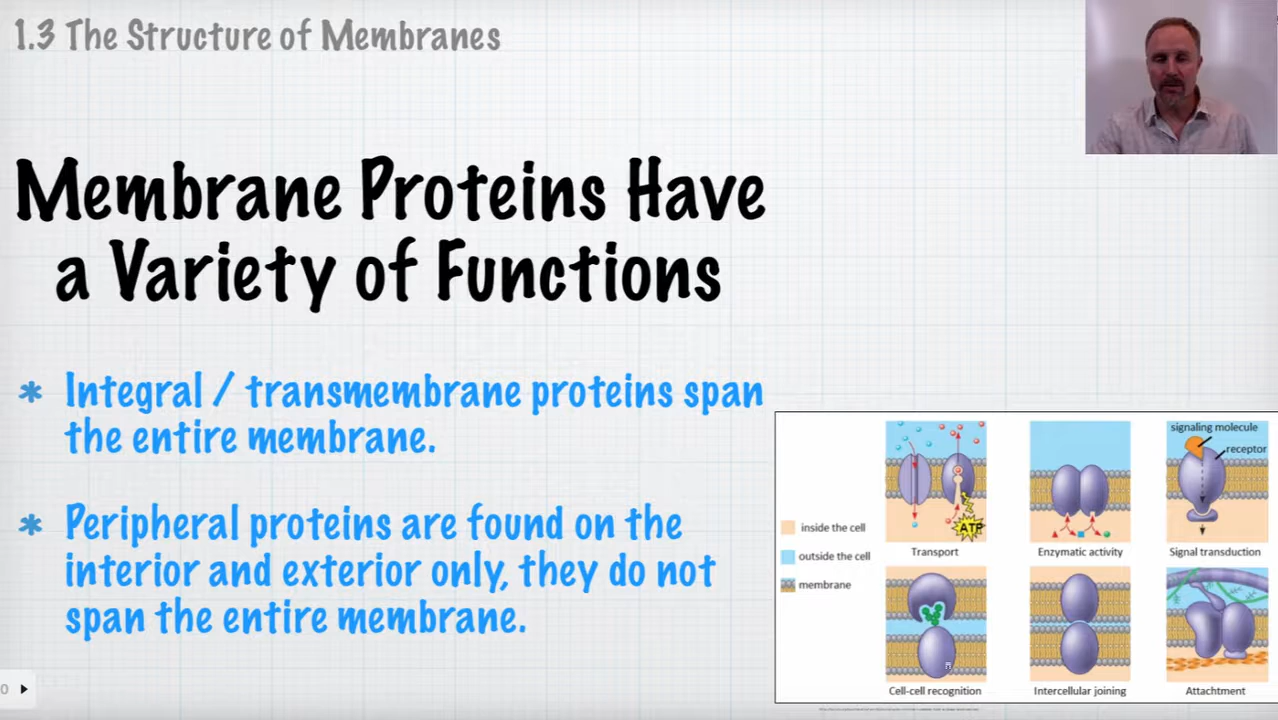 1.3 The Structure of Membranes
Membrane Proteins Have
a Variety of Functions
* Integral / transmembrane proteins span
the entire membrane.
* Peripheral proteins are found on the
interior and exterior only, they do not
span the entire membrane.
inside the cell
outside the cell
membrane
ATP
Transport
Enzymatic activity
signaling molecule
receptor
Signal transduction
Cell-cell recognition
Intercellular joining
Attachtment
0